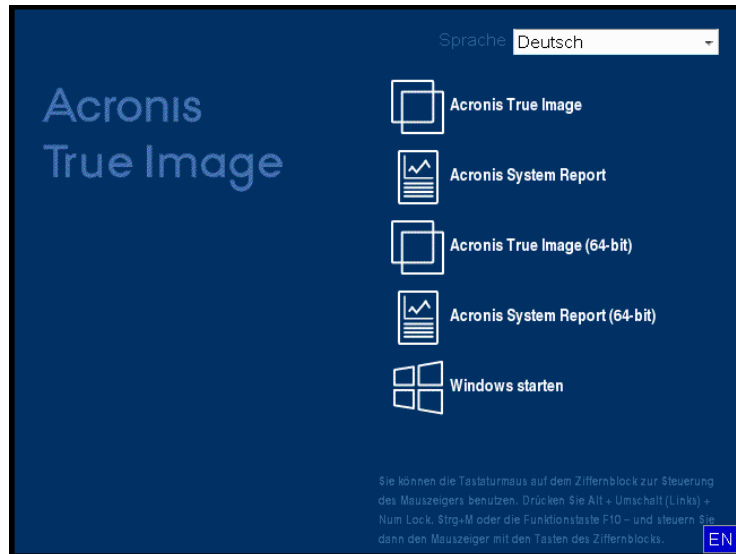 Sprache Deutsch
Acronis
True Image
Acronis True Image
Acronis System Report
Acronis True Image (64-bit)
Acronis System Report (64-bit)
Windows starten
Sie können die Tastaturmaus auf dem Ziffernblock zur Steuerung
des Mauszeigers benutzen. Drücken Sie Alt + Umschalt (Links) +
Num Lock, Strg+M oder die Funktionstaste F10 – und steuern Sie
dann den Mauszeiger mit den Tasten des Ziffernblocks.
EN